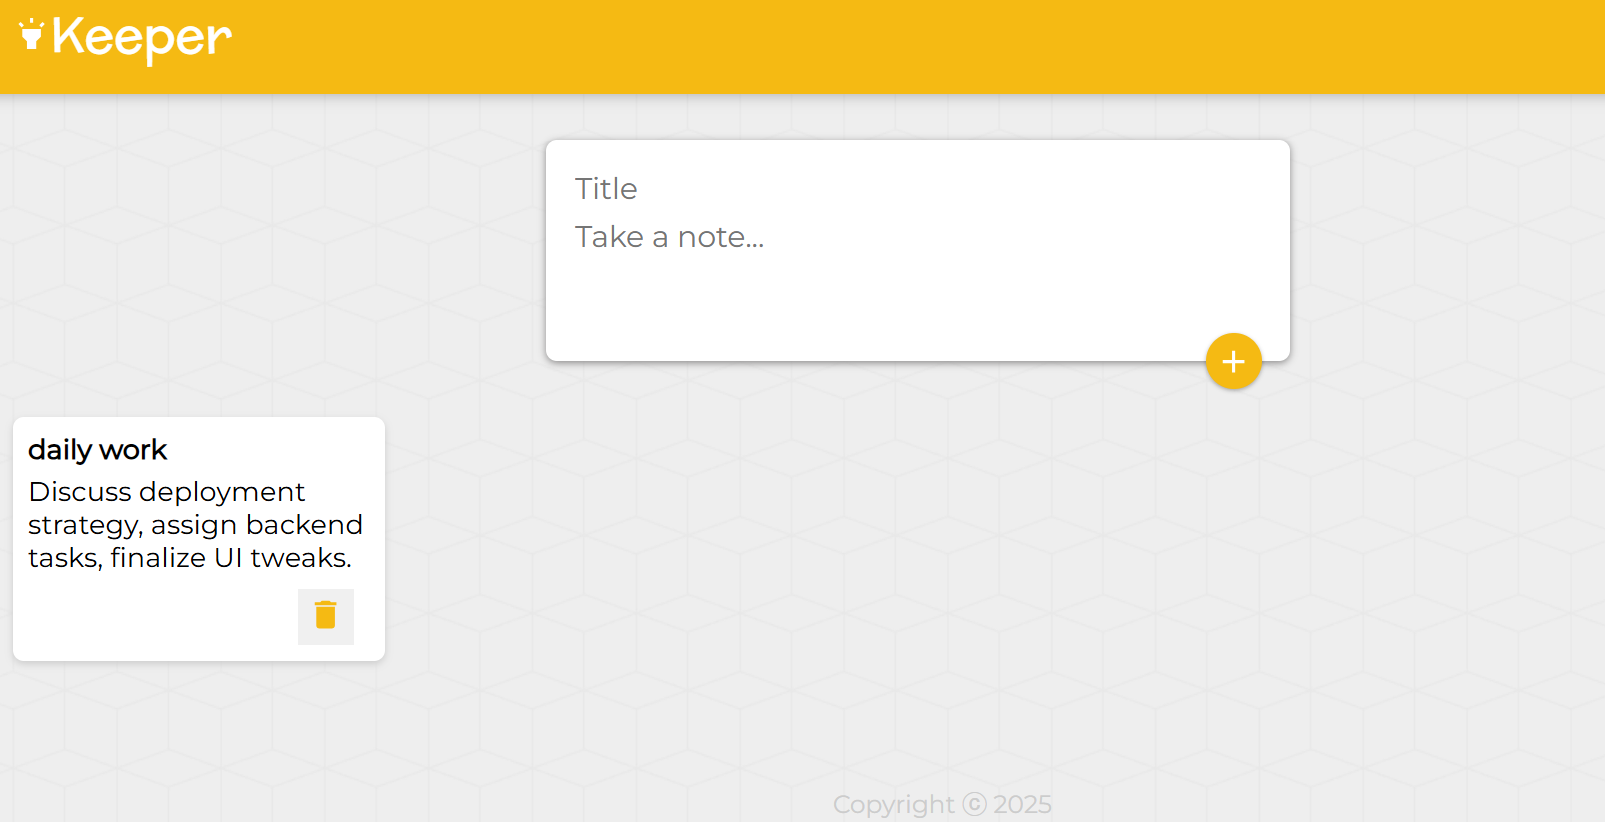 Keeper
Title
Take a note...
daily work
Discuss deployment
strategy, assign backend
tasks, finalize UI tweaks.
Copyright ⓒ 2025